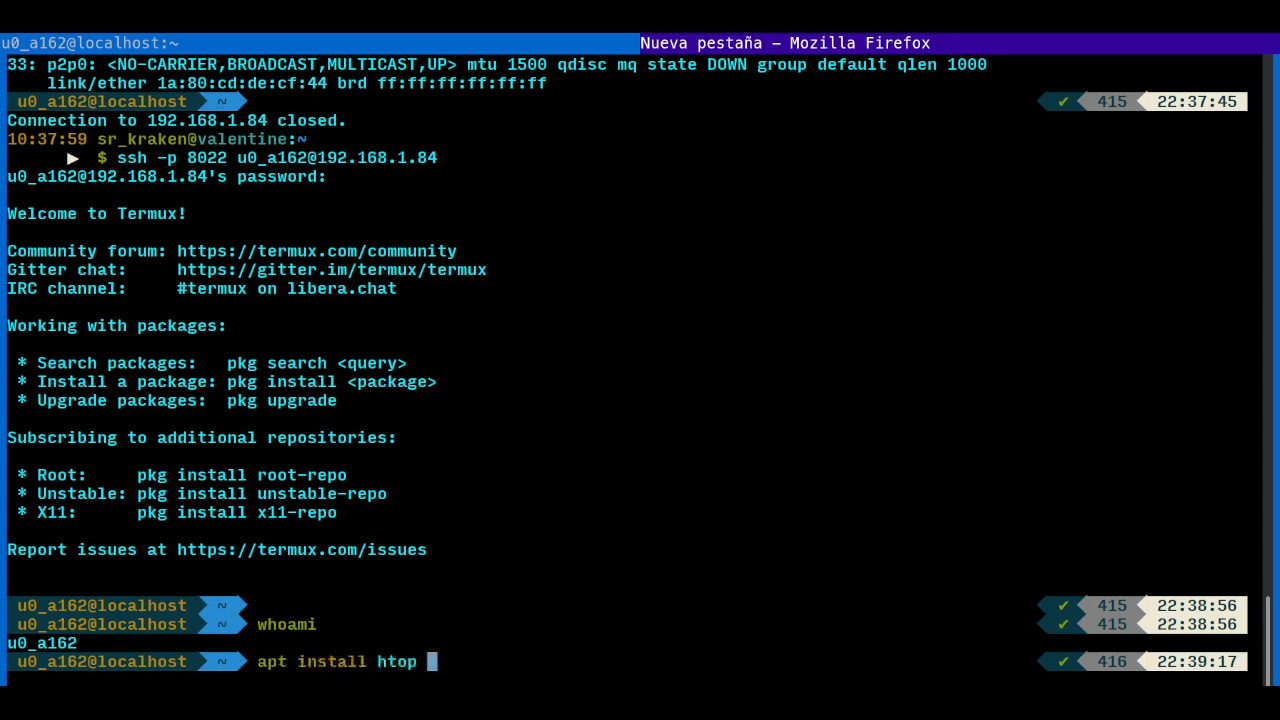 u0_a162@localhost:~ Nueva pestaña – Mozilla Firefox
33: p2p0: <NO-CARRIER,BROADCAST,MULTICAST,UP> mtu 1500 qdisc mq state DOWN group default qlen 1000
    link/ether 1a:80:cd:de:cf:44 brd ff:ff:ff:ff:ff:ff
u0_a162@localhost ~ ✔ 415 22:37:45
Connection to 192.168.1.84 closed.
10:37:59 sr_kraken@valentine:~
▶ $ ssh -p 8022 u0_a162@192.168.1.84
u0_a162@192.168.1.84's password:
Welcome to Termux!
Community forum: https://termux.com/community
Gitter chat:     https://gitter.im/termux/termux
IRC channel:     #termux on libera.chat
Working with packages:
 * Search packages:   pkg search <query>
 * Install a package: pkg install <package>
 * Upgrade packages:  pkg upgrade
Subscribing to additional repositories:
 * Root:     pkg install root-repo
 * Unstable: pkg install unstable-repo
 * X11:      pkg install x11-repo
Report issues at https://termux.com/issues
u0_a162@localhost ~ ✔ 415 22:38:56
u0_a162@localhost ~ whoami ✔ 415 22:38:56
u0_a162
u0_a162@localhost ~ apt install htop ✔ 416 22:39:17